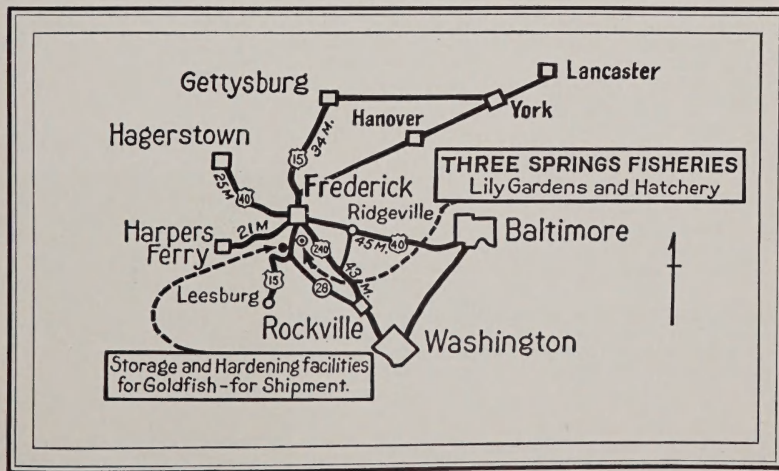 Lancaster
Gettysburg
York
Hanover
Hagerstown
15
34 M.
THREE SPRINGS FISHERIES
Lily Gardens and Hatchery
25 M
40
Frederick
Ridgeville
Baltimore
21 M
45 M.
40
Harpers
Ferry
240
43 M.
15
Leesburg
28
Rockville
Washington
Storage and Hardening facilities
for Goldfish-for Shipment.